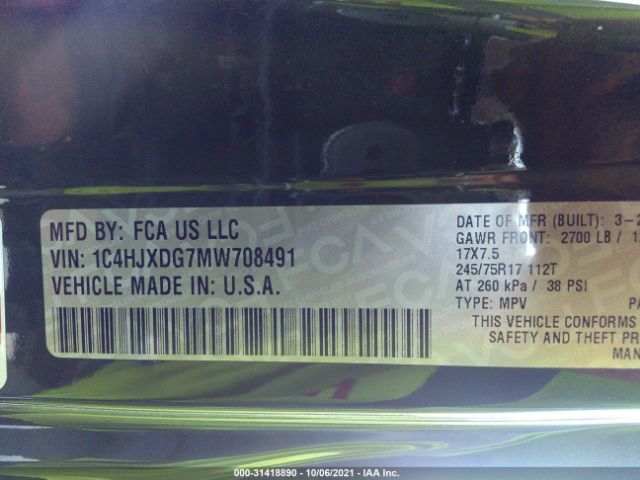 MFD BY: FCA US LLC
VIN: 1C4HJXDG7MW708491
VEHICLE MADE IN: U.S.A.
DATE OF MFR (BUILT): 3-2
GAWR FRONT: 2700 LB / 1
17X7.5
245/75R17 112T
AT 260 kPa / 38 PSI
TYPE: MPV PA
THIS VEHICLE CONFORMS
SAFETY AND THEFT PR
MAN
000-31418890 - 10/06/2021 - IAA Inc.